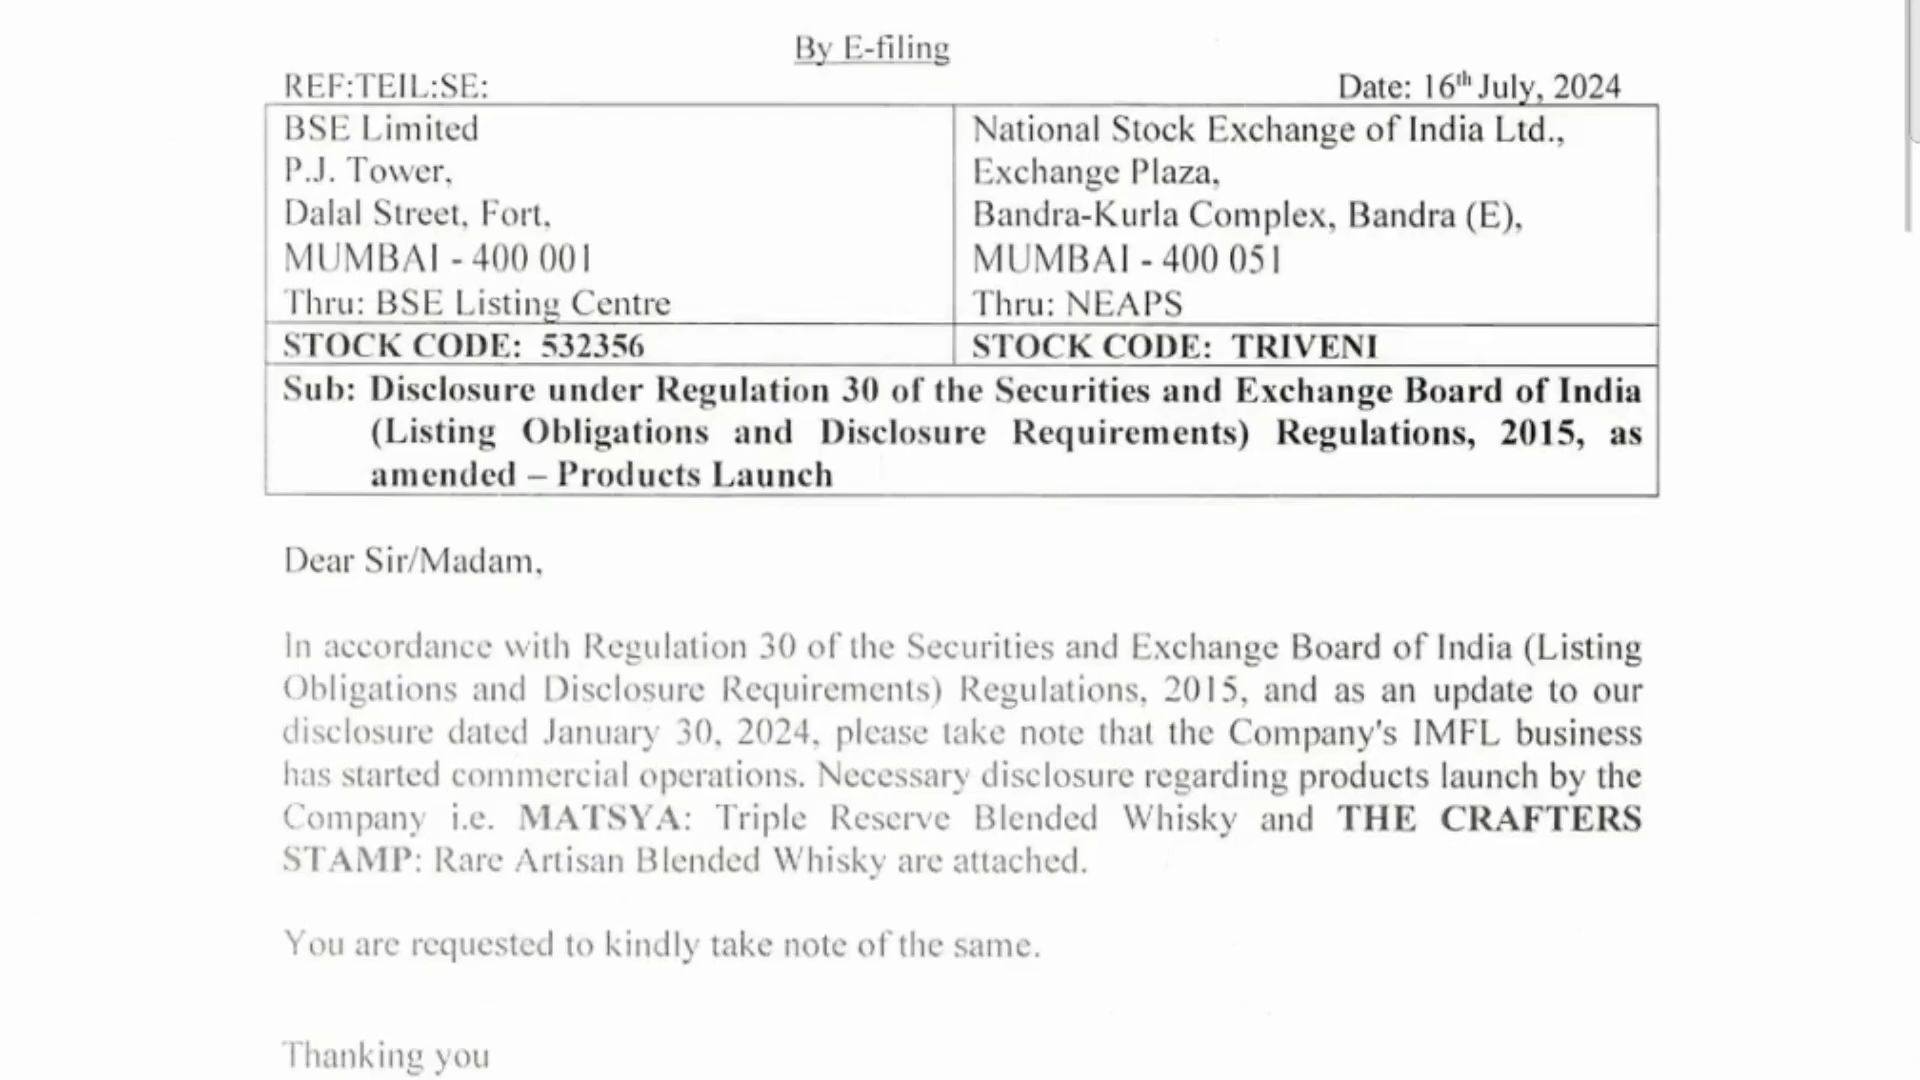 By E-filing
REF:TEIL:SE:
Date: 16th July, 2024
BSE Limited
P.J. Tower,
Dalal Street, Fort,
MUMBAI - 400 001
Thru: BSE Listing Centre
National Stock Exchange of India Ltd.,
Exchange Plaza,
Bandra-Kurla Complex, Bandra (E),
MUMBAI - 400 051
Thru: NEAPS
STOCK CODE: 532356
STOCK CODE: TRIVENI
Sub: Disclosure under Regulation 30 of the Securities and Exchange Board of India
(Listing Obligations and Disclosure Requirements) Regulations, 2015, as
amended – Products Launch
Dear Sir/Madam,
In accordance with Regulation 30 of the Securities and Exchange Board of India (Listing
Obligations and Disclosure Requirements) Regulations, 2015, and as an update to our
disclosure dated January 30, 2024, please take note that the Company's IMFL business
has started commercial operations. Necessary disclosure regarding products launch by the
Company i.e. MATSYA: Triple Reserve Blended Whisky and THE CRAFTERS
STAMP: Rare Artisan Blended Whisky are attached.
You are requested to kindly take note of the same.
Thanking you